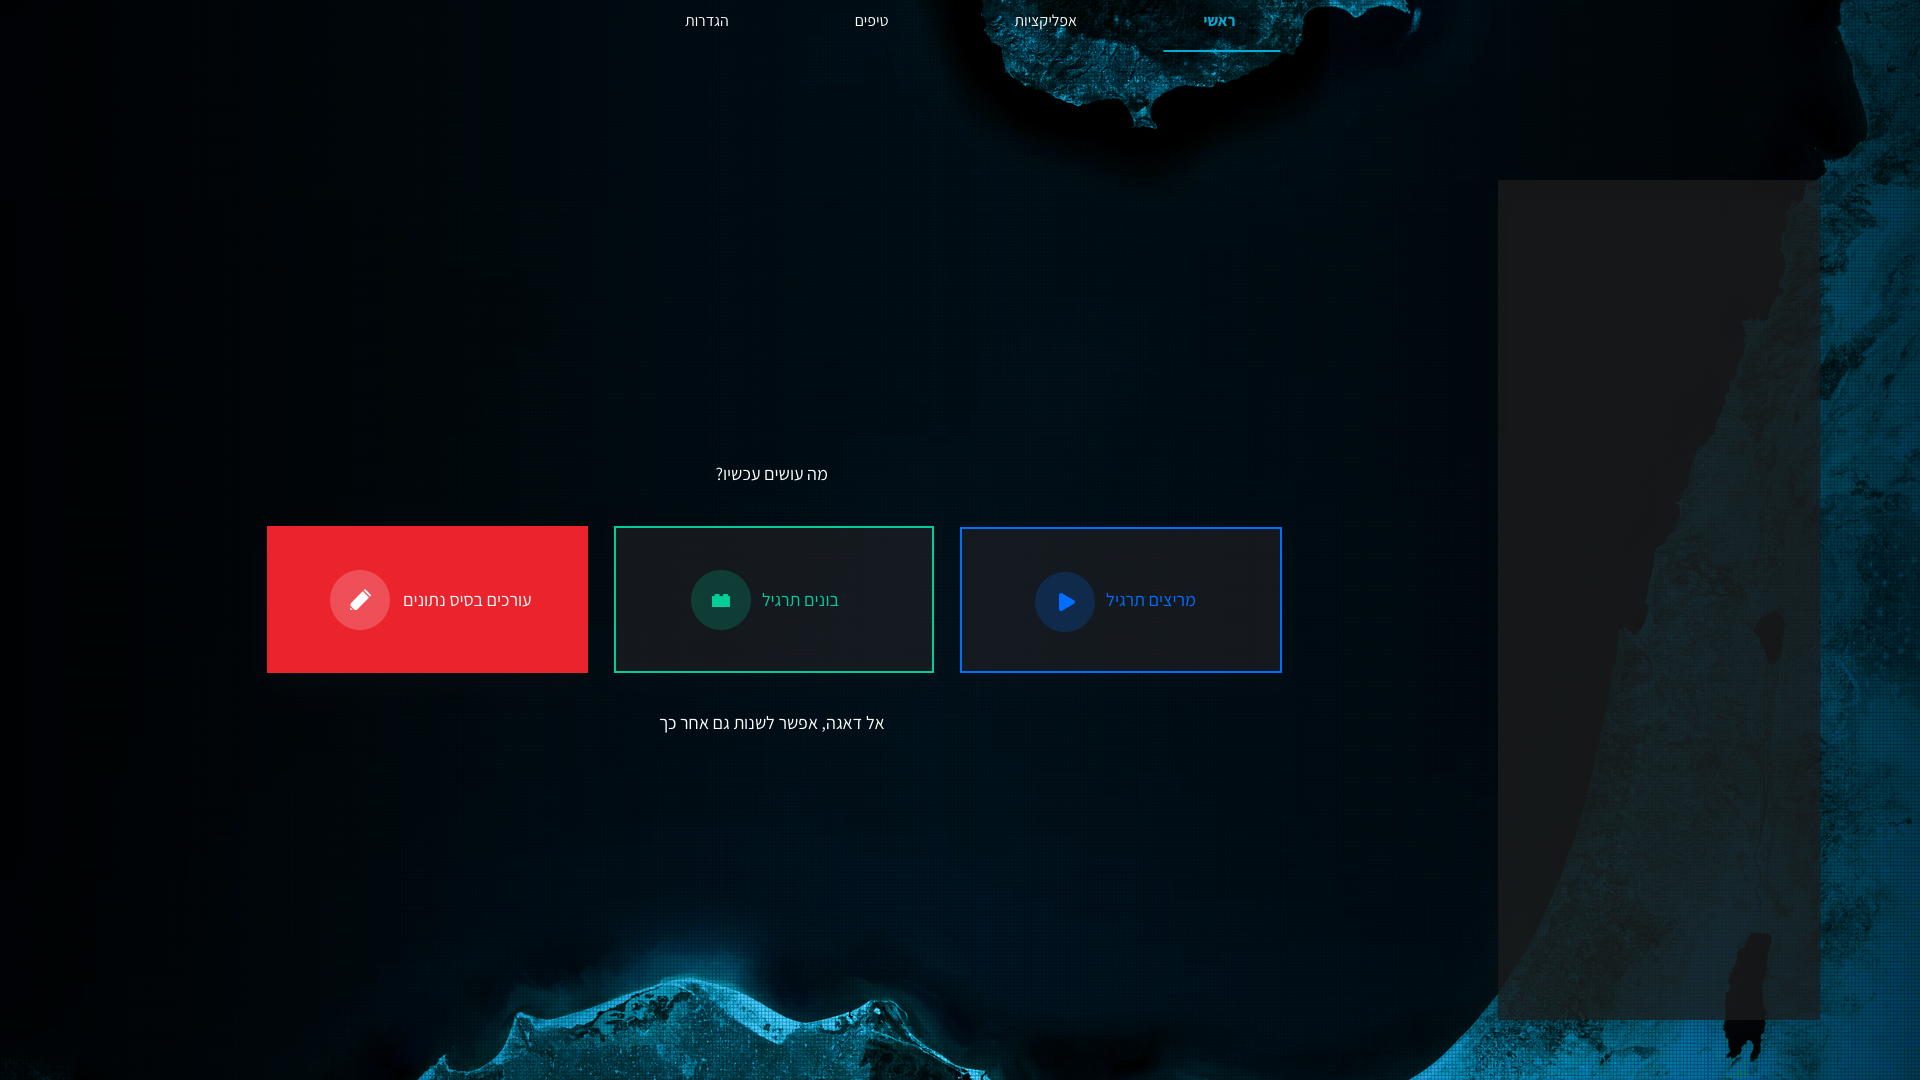 ראשי
אפליקציות
טיפים
הגדרות
מה עושים עכשיו?
מריצים תרגיל
בונים תרגיל
עורכים בסיס נתונים
אל דאגה, אפשר לשנות גם אחר כך